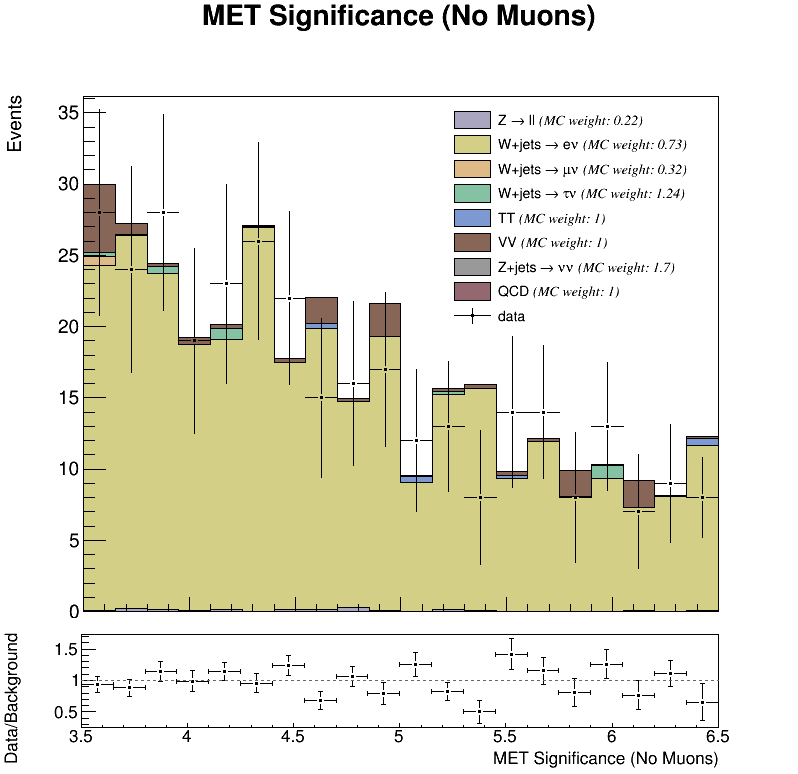 MET Significance (No Muons)
Events
35
30
25
20
15
10
5
0
Z → ll (MC weight: 0.22)
W+jets → eν (MC weight: 0.73)
W+jets → μν (MC weight: 0.32)
W+jets → τν (MC weight: 1.24)
TT (MC weight: 1)
VV (MC weight: 1)
Z+jets → νν (MC weight: 1.7)
QCD (MC weight: 1)
data
Data/Background
1.5
1
0.5
3.5 4 4.5 5 5.5 6 6.5
MET Significance (No Muons)